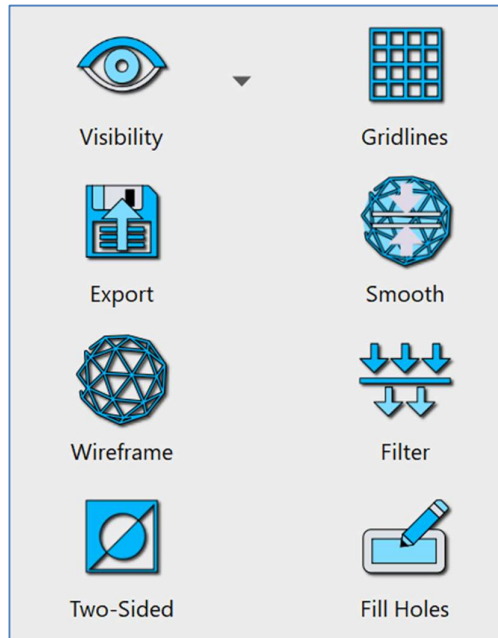 Visibility
Gridlines
Export
Smooth
Wireframe
Filter
Two-Sided
Fill Holes